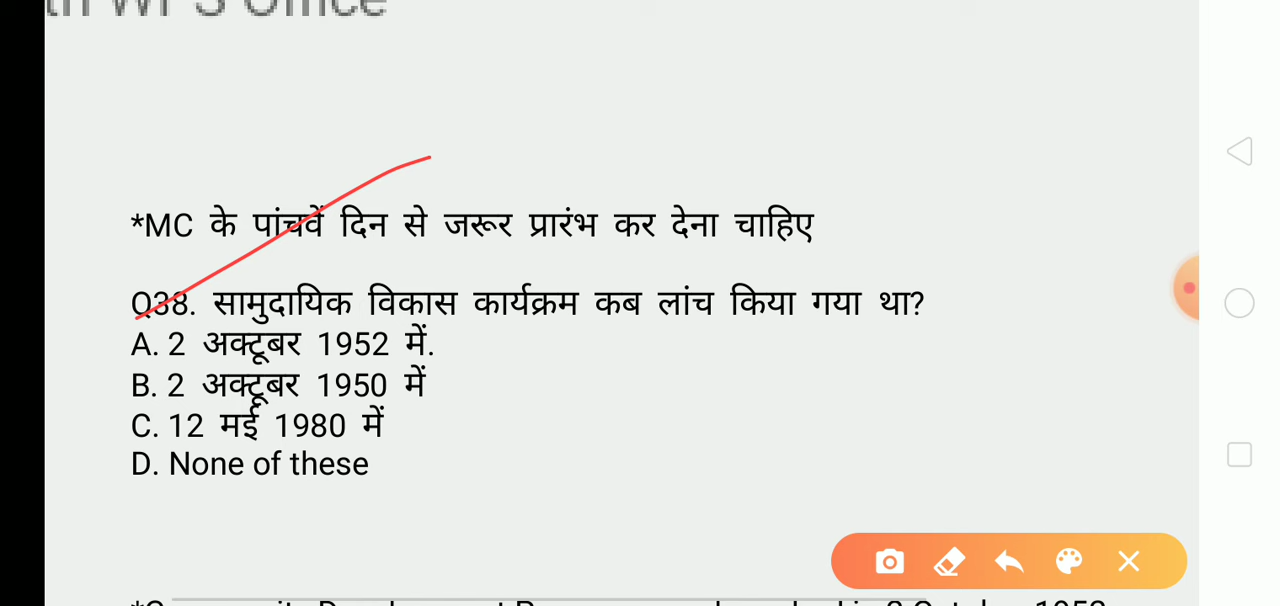 *MC के पांचवें दिन से जरूर प्रारंभ कर देना चाहिए
Q38. सामुदायिक विकास कार्यक्रम कब लांच किया गया था?
A. 2 अक्टूबर 1952 में.
B. 2 अक्टूबर 1950 में
C. 12 मई 1980 में
D. None of these